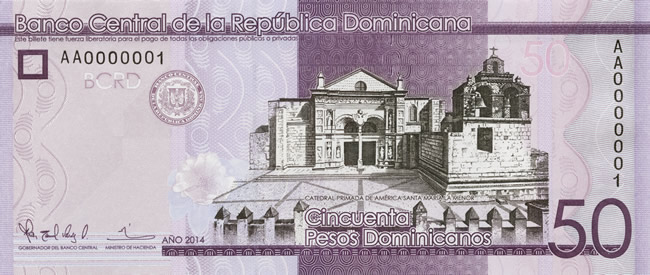 Banco Central de la República Dominicana
Este billete tiene fuerza liberatoria para el pago de todas las obligaciones públicas o privadas
AA0000001
50
BCRD
AA0000001
CATEDRAL PRIMADA DE AMÉRICA SANTA MARÍA LA MENOR
Cincuenta
Pesos Dominicanos
50
GOBERNADOR DEL BANCO CENTRAL
MINISTRO DE HACIENDA
AÑO 2014